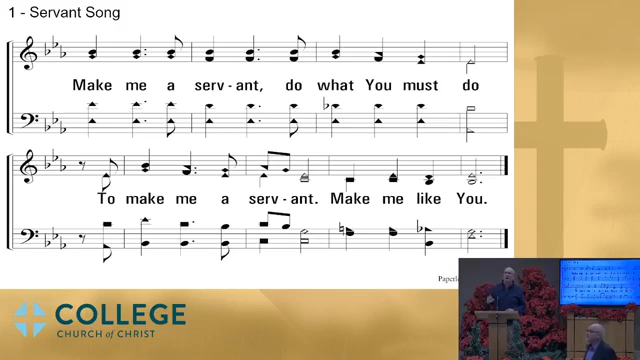 1 - Servant Song
Make me a serv - ant, do what You must do
To make me a serv - ant. Make me like You.
COLLEGE
CHURCH of CHRIST